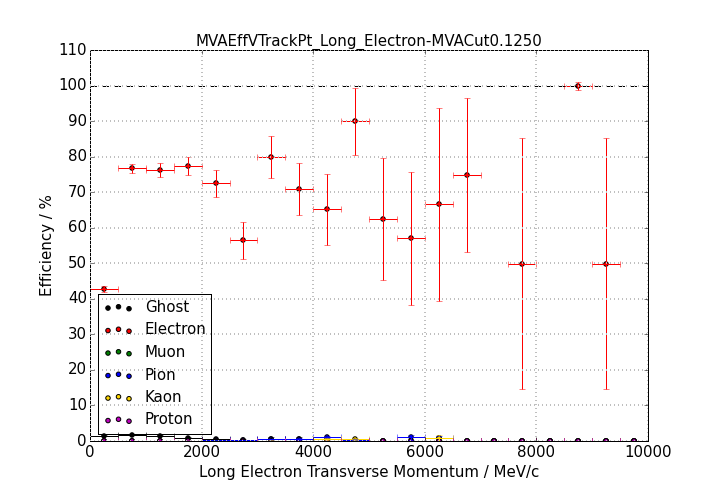 MVAEffVTrackPt_Long_Electron-MVACut0.1250
110
100
90
80
70
60
50
40
30
20
10
0
Efficiency / %
Ghost
Electron
Muon
Pion
Kaon
Proton
0 2000 4000 6000 8000 10000
Long Electron Transverse Momentum / MeV/c